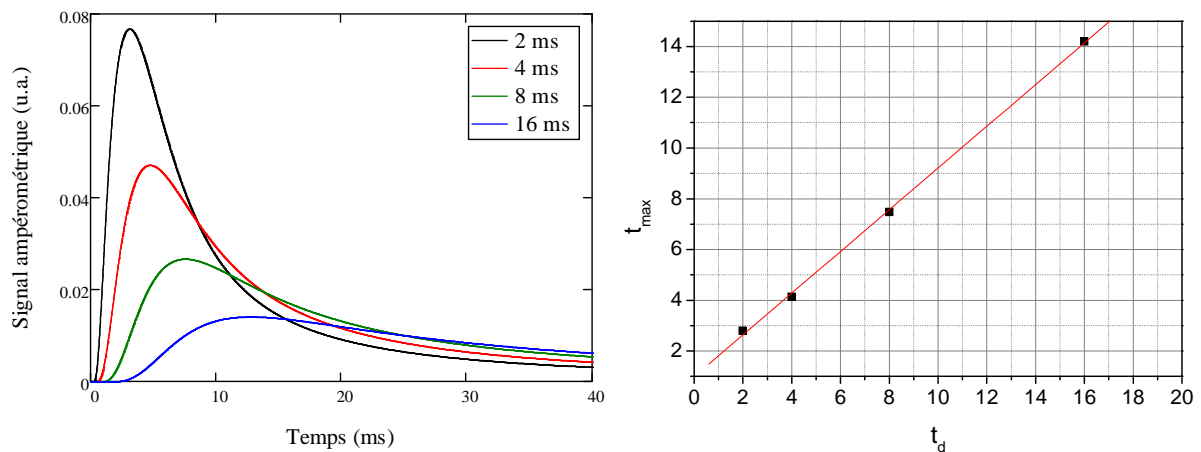 Signal ampérométrique (u.a.)
0.08
0.06
0.04
0.02
0
0 10 20 30 40
Temps (ms)
2 ms
4 ms
8 ms
16 ms
t_max
14
12
10
8
6
4
2
0 2 4 6 8 10 12 14 16 18 20
t_d